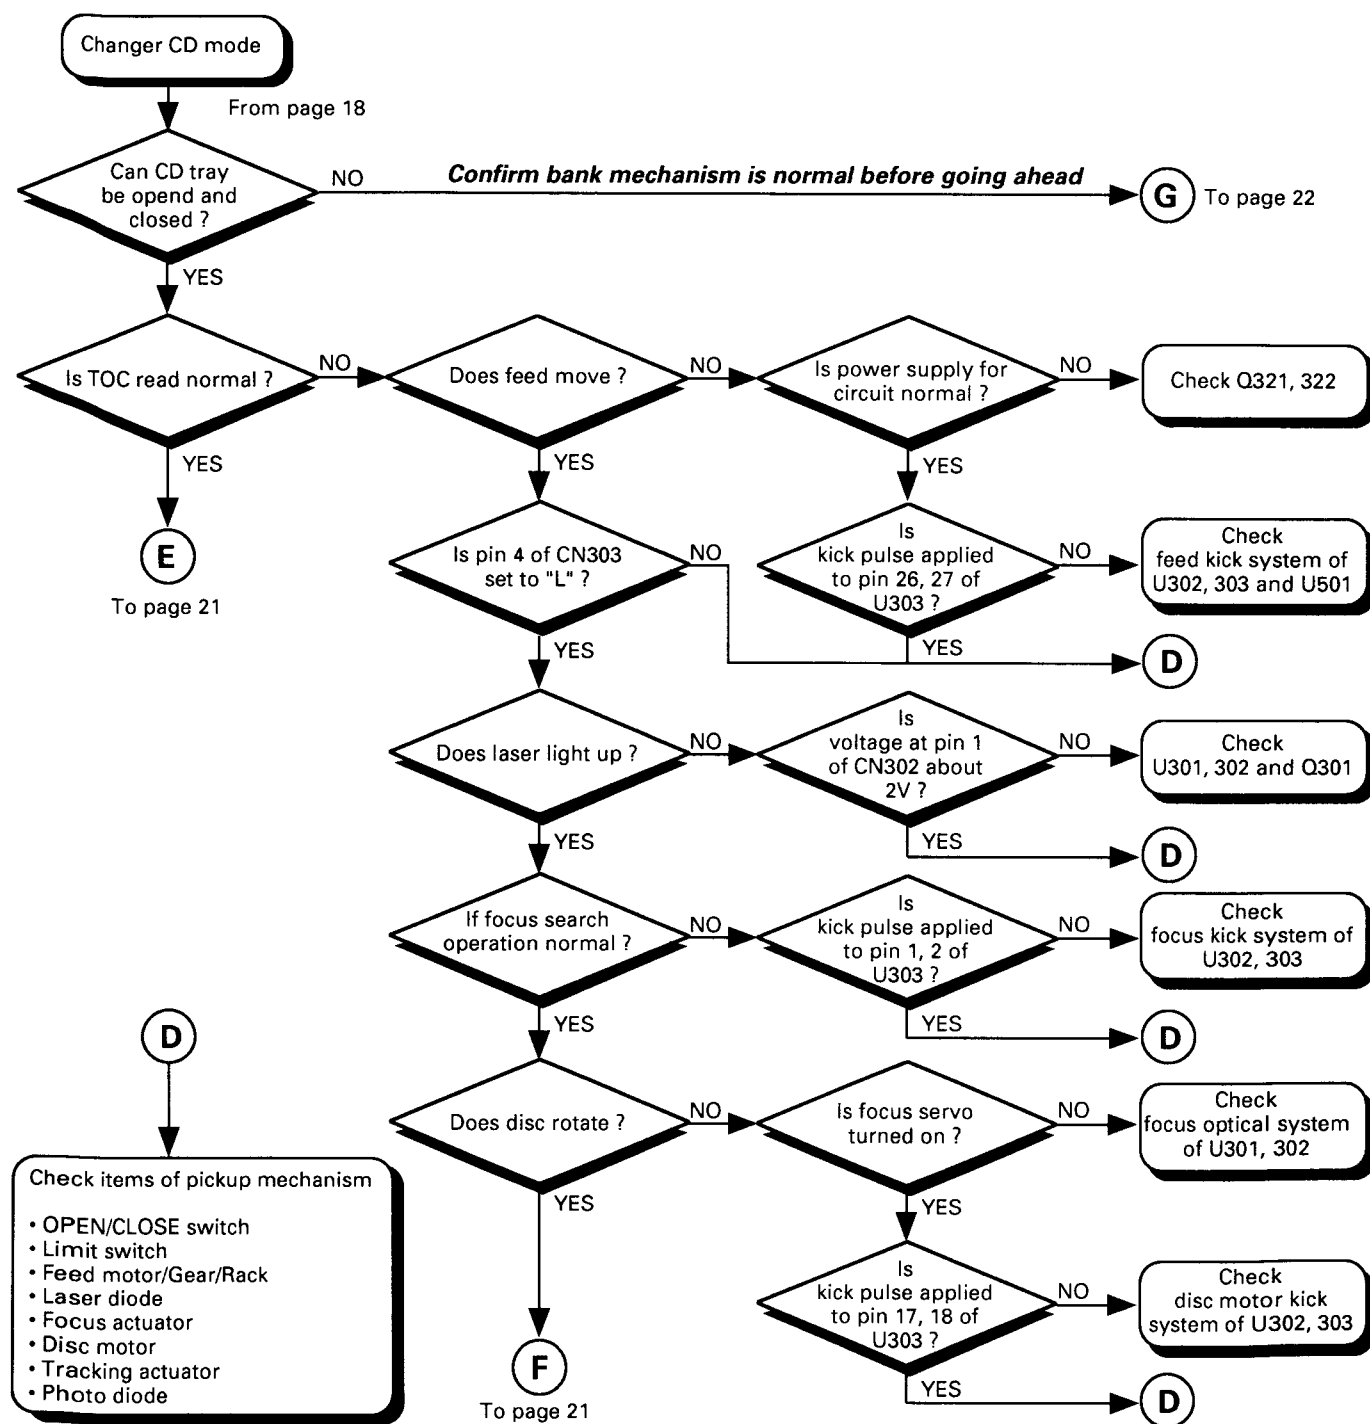 Changer CD mode
From page 18
Can CD tray
be opend and
closed ?
NO
Confirm bank mechanism is normal before going ahead
G
To page 22
YES
Is TOC read normal ?
NO
Does feed move ?
NO
Is power supply for
circuit normal ?
NO
Check Q321, 322
YES
YES
YES
E
To page 21
Is pin 4 of CN303
set to "L" ?
NO
Is
kick pulse applied
to pin 26, 27 of
U303 ?
NO
Check
feed kick system of
U302, 303 and U501
YES
YES
D
Does laser light up ?
NO
Is
voltage at pin 1
of CN302 about
2V ?
NO
Check
U301, 302 and Q301
YES
YES
D
If focus search
operation normal ?
NO
Is
kick pulse applied
to pin 1, 2 of
U303 ?
NO
Check
focus kick system of
U302, 303
YES
YES
D
D
Does disc rotate ?
NO
Is focus servo
turned on ?
NO
Check
focus optical system
of U301, 302
YES
YES
Check items of pickup mechanism
• OPEN/CLOSE switch
• Limit switch
• Feed motor/Gear/Rack
• Laser diode
• Focus actuator
• Disc motor
• Tracking actuator
• Photo diode
F
To page 21
Is
kick pulse applied
to pin 17, 18 of
U303 ?
NO
Check
disc motor kick
system of U302, 303
YES
D